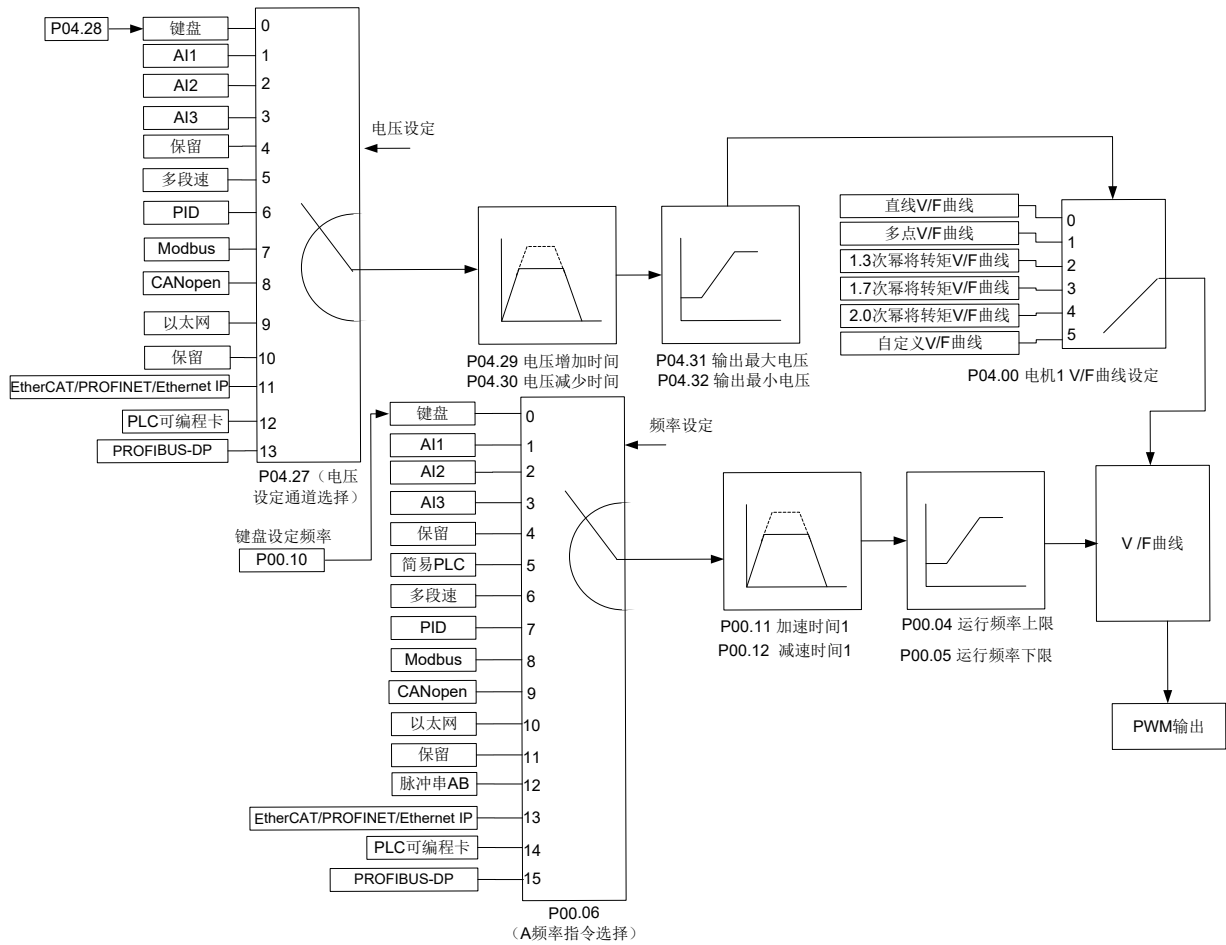 P04.28
键盘
0
AI1
1
AI2
2
AI3
3
保留
4
多段速
5
PID
6
Modbus
7
CANopen
8
以太网
9
保留
10
EtherCAT/PROFINET/Ethernet IP
11
PLC可编程卡
12
PROFIBUS-DP
13
P04.27（电压
设定通道选择）
电压设定
P04.29 电压增加时间
P04.30 电压减少时间
P04.31 输出最大电压
P04.32 输出最小电压
直线V/F曲线
0
多点V/F曲线
1
1.3次幂将转矩V/F曲线
2
1.7次幂将转矩V/F曲线
3
2.0次幂将转矩V/F曲线
4
自定义V/F曲线
5
P04.00 电机1 V/F曲线设定
键盘设定频率
P00.10
键盘
0
AI1
1
AI2
2
AI3
3
保留
4
简易PLC
5
多段速
6
PID
7
Modbus
8
CANopen
9
以太网
10
保留
11
脉冲串AB
12
EtherCAT/PROFINET/Ethernet IP
13
PLC可编程卡
14
PROFIBUS-DP
15
P00.06
（A频率指令选择）
频率设定
P00.11 加速时间1
P00.12 减速时间1
P00.04 运行频率上限
P00.05 运行频率下限
V /F曲线
PWM输出